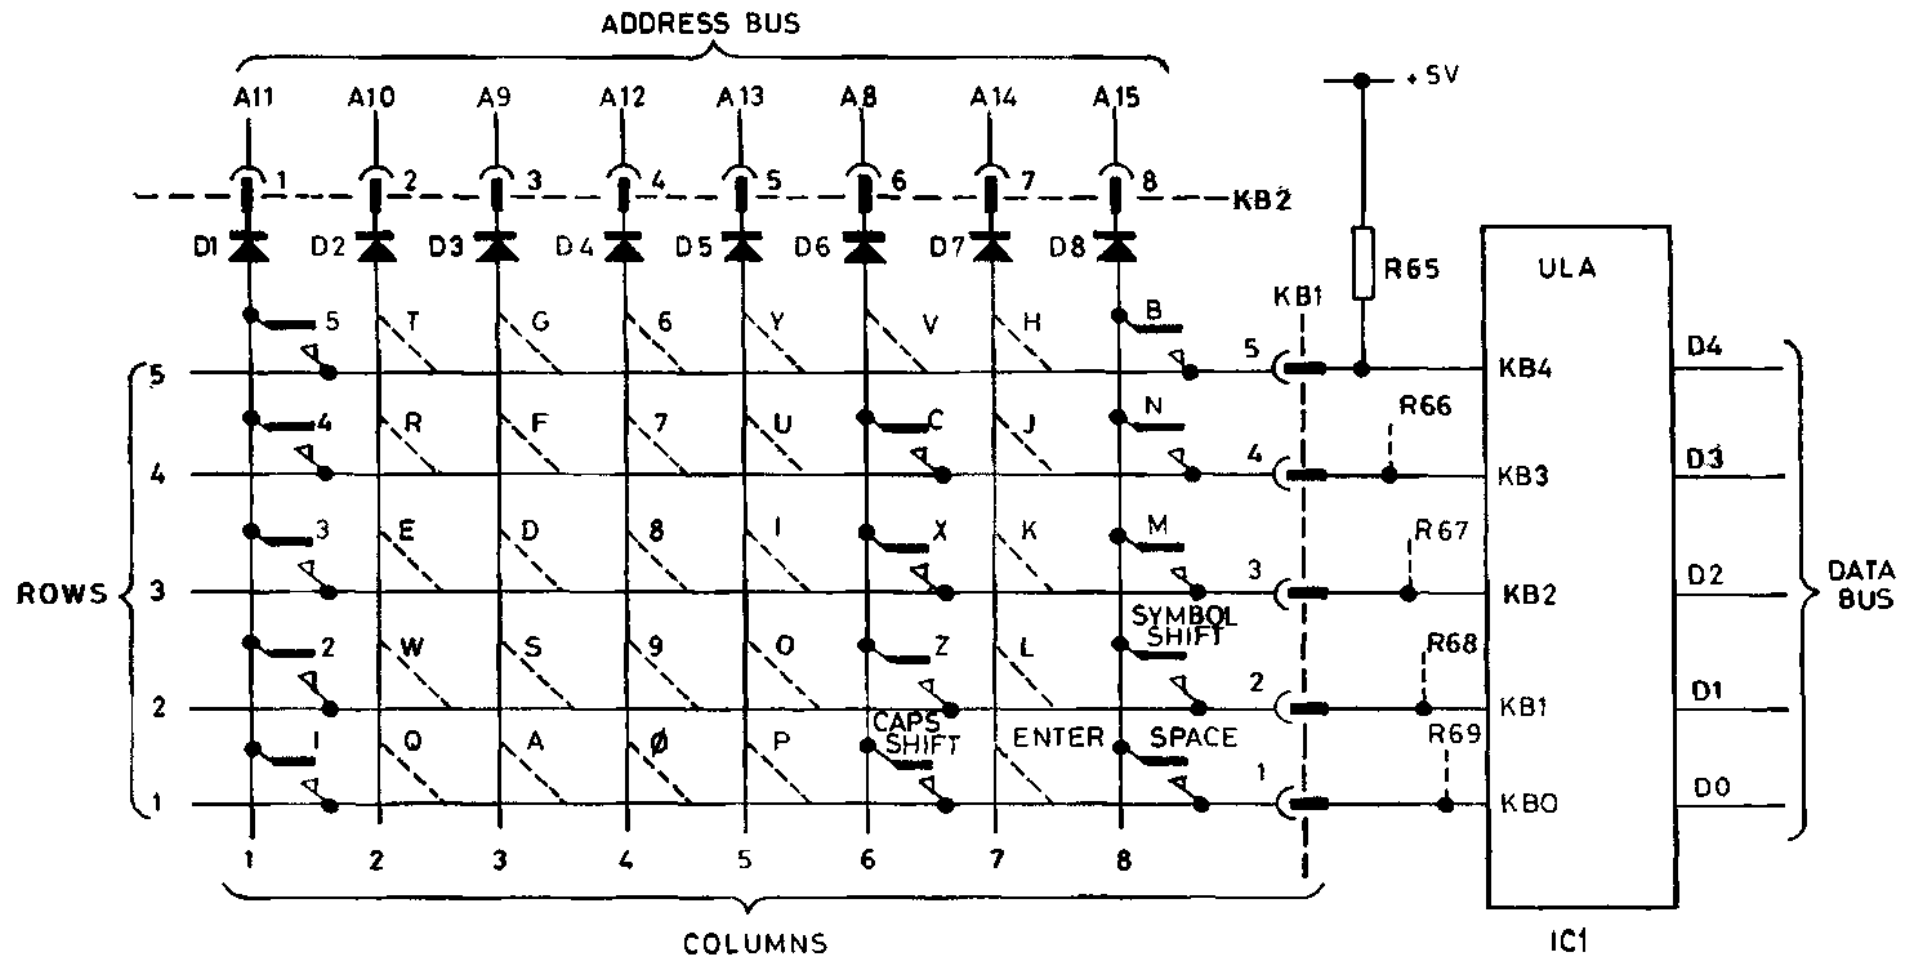 ADDRESS BUS
A11 A10 A9 A12 A13 A8 A14 A15
+5V
1 2 3 4 5 6 7 8 KB2
D1 D2 D3 D4 D5 D6 D7 D8
R65
ULA
KB1
5 T G 6 Y V H B
5 5 KB4 D4
R66
4 R F 7 U C J N
4 4 KB3 D3
R67
3 E D 8 I X K M
ROWS 3 3 KB2 D2
DATA
BUS
SYMBOL
SHIFT
2 W S 9 O Z L
R68
2 2 KB1 D1
CAPS
SHIFT
1 Q A Ø P ENTER SPACE
R69
1 1 KB0 D0
1 2 3 4 5 6 7 8
COLUMNS
IC1